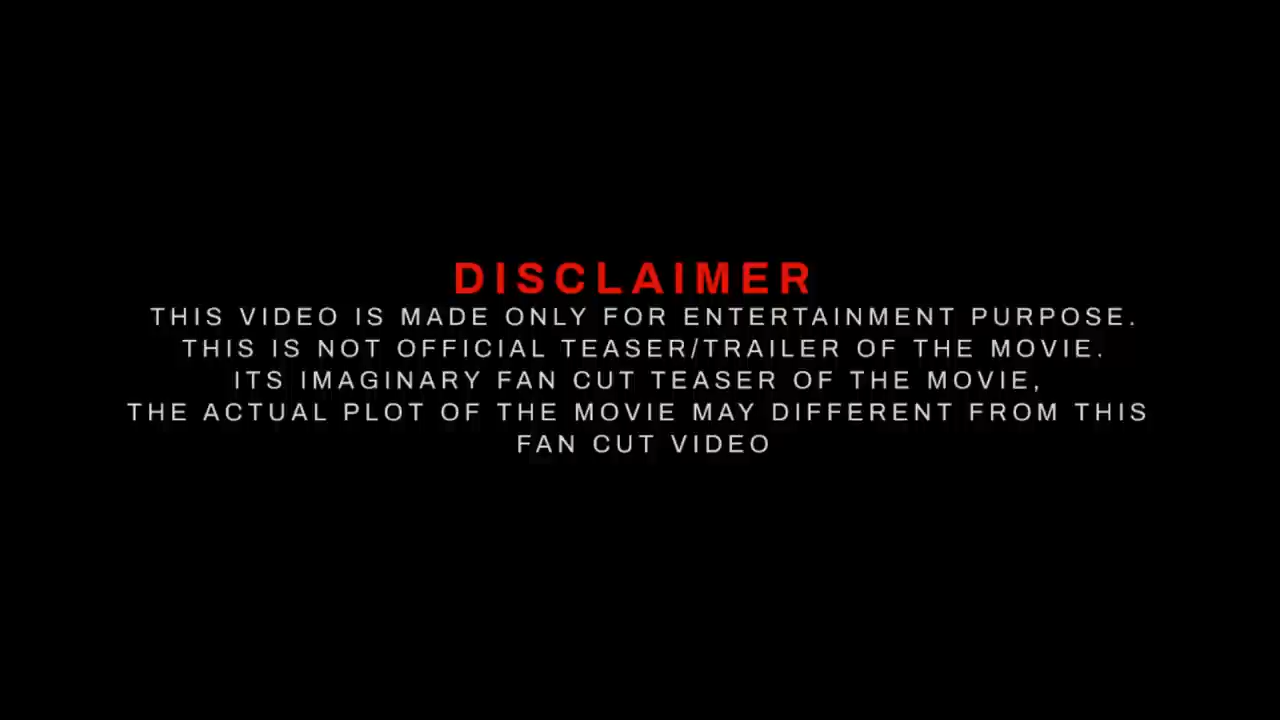 DISCLAIMER
THIS VIDEO IS MADE ONLY FOR ENTERTAINMENT PURPOSE.
THIS IS NOT OFFICIAL TEASER/TRAILER OF THE MOVIE.
ITS IMAGINARY FAN CUT TEASER OF THE MOVIE,
THE ACTUAL PLOT OF THE MOVIE MAY DIFFERENT FROM THIS
FAN CUT VIDEO